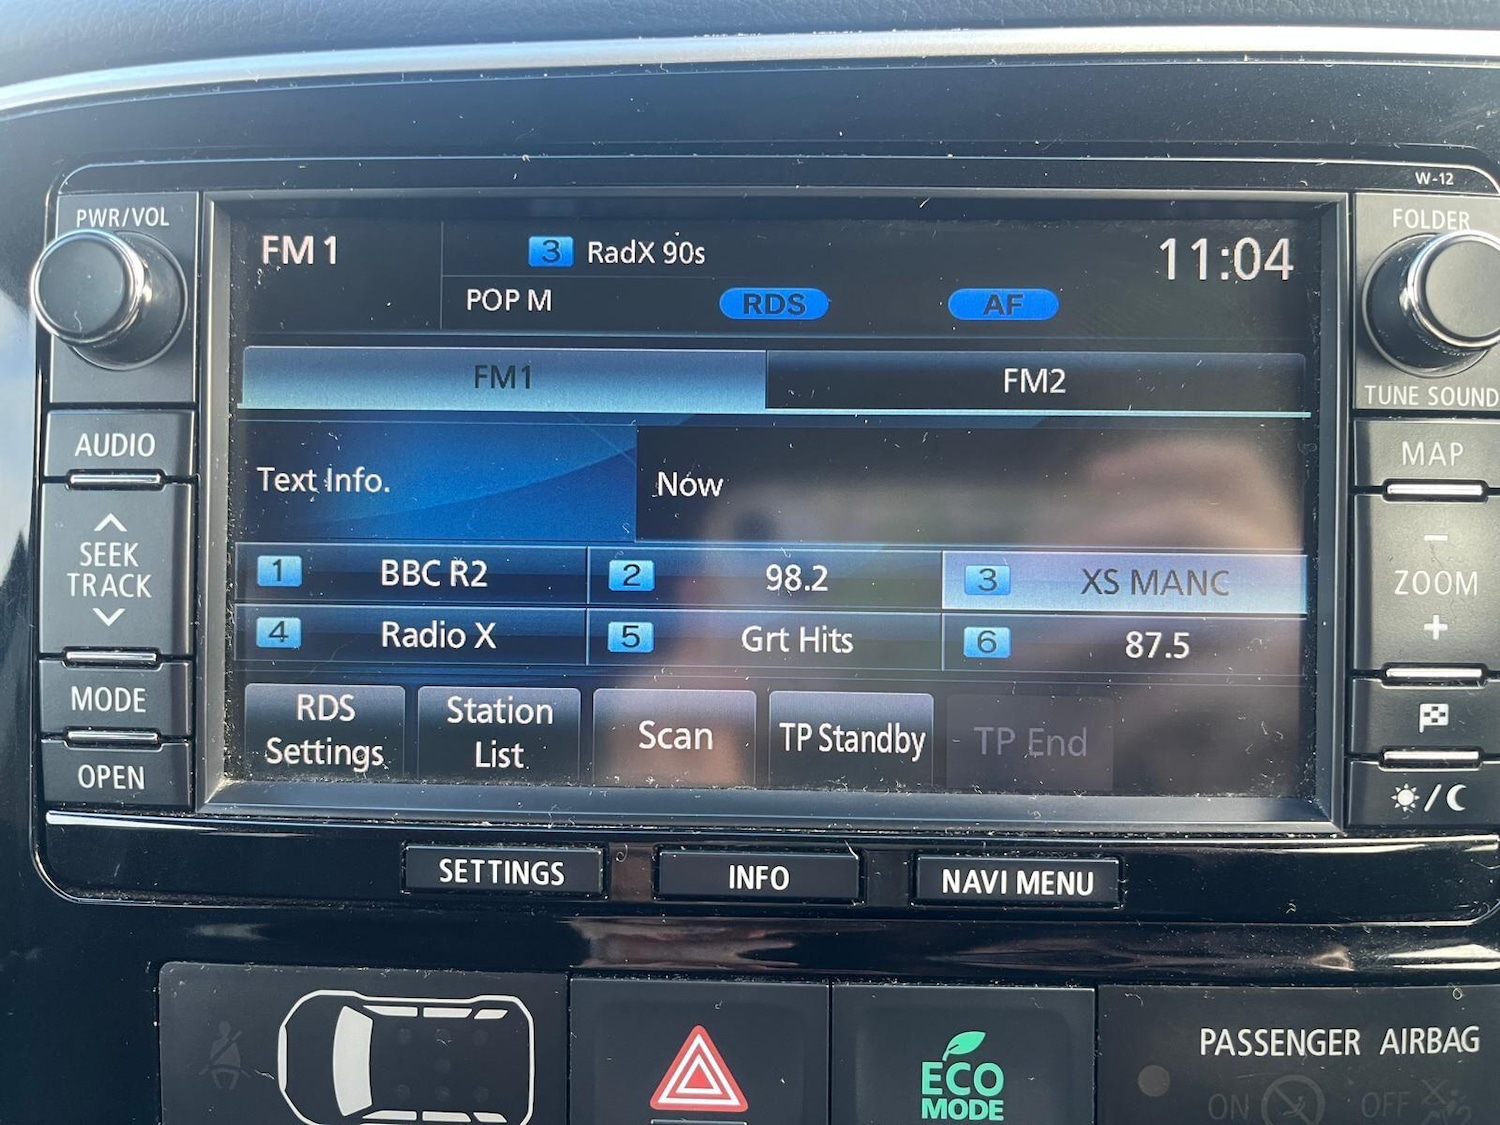 W-12
PWR/VOL
FOLDER
FM1
3 RadX 90s
11:04
POP M
RDS
AF
TUNE SOUND
FM1
FM2
AUDIO
MAP
Text Info.
Now
SEEK
TRACK
-
ZOOM
+
1 BBC R2
2 98.2
3 XS MANC
4 Radio X
5 Grt Hits
6 87.5
MODE
RDS
Settings
Station
List
Scan
TP Standby
TP End
OPEN
SETTINGS
INFO
NAVI MENU
PASSENGER AIRBAG
ON
OFF
ECO
MODE